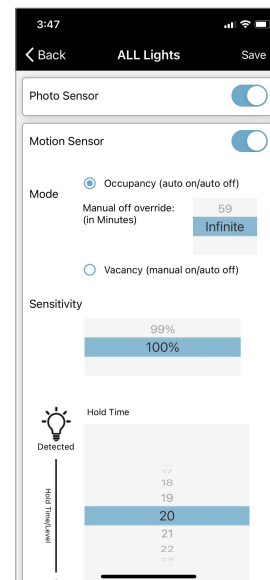 3:47
Back ALL Lights Save
Photo Sensor
Motion Sensor
Mode
Occupancy (auto on/auto off)
Manual off override:
(in Minutes)
59
Infinite
Vacancy (manual on/auto off)
Sensitivity
99%
100%
Hold Time
Detected
Hold Time/Level
17
18
19
20
21
22
23